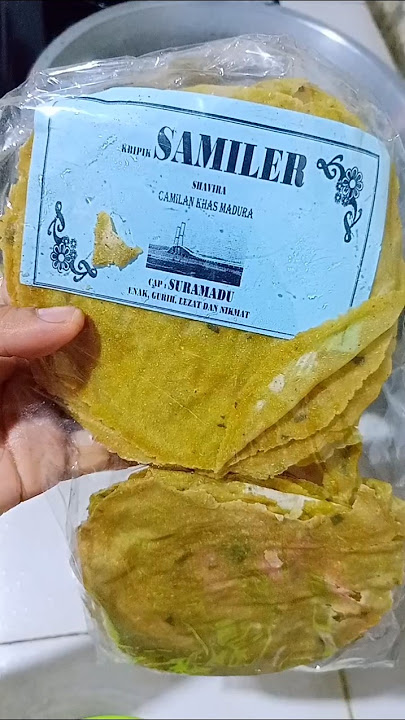 KRIPIK SAMILER
SHAVIRA
CAMILAN KHAS MADURA
CAP : SURAMADU
ENAK, GURIH, LEZAT DAN NIKMAT